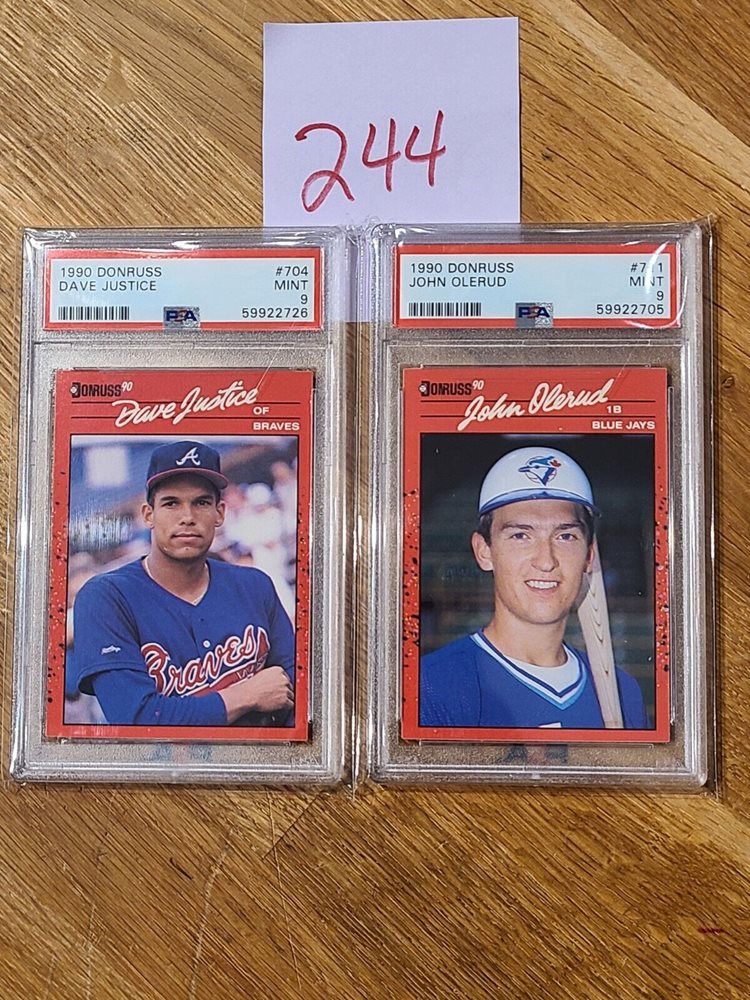 244
1990 DONRUSS #704
DAVE JUSTICE MINT
9
PSA 59922726
1990 DONRUSS #711
JOHN OLERUD MINT
9
PSA 59922705
DONRUSS '90
Dave Justice
OF
BRAVES
A
Braves
DONRUSS '90
John Olerud
1B
BLUE JAYS